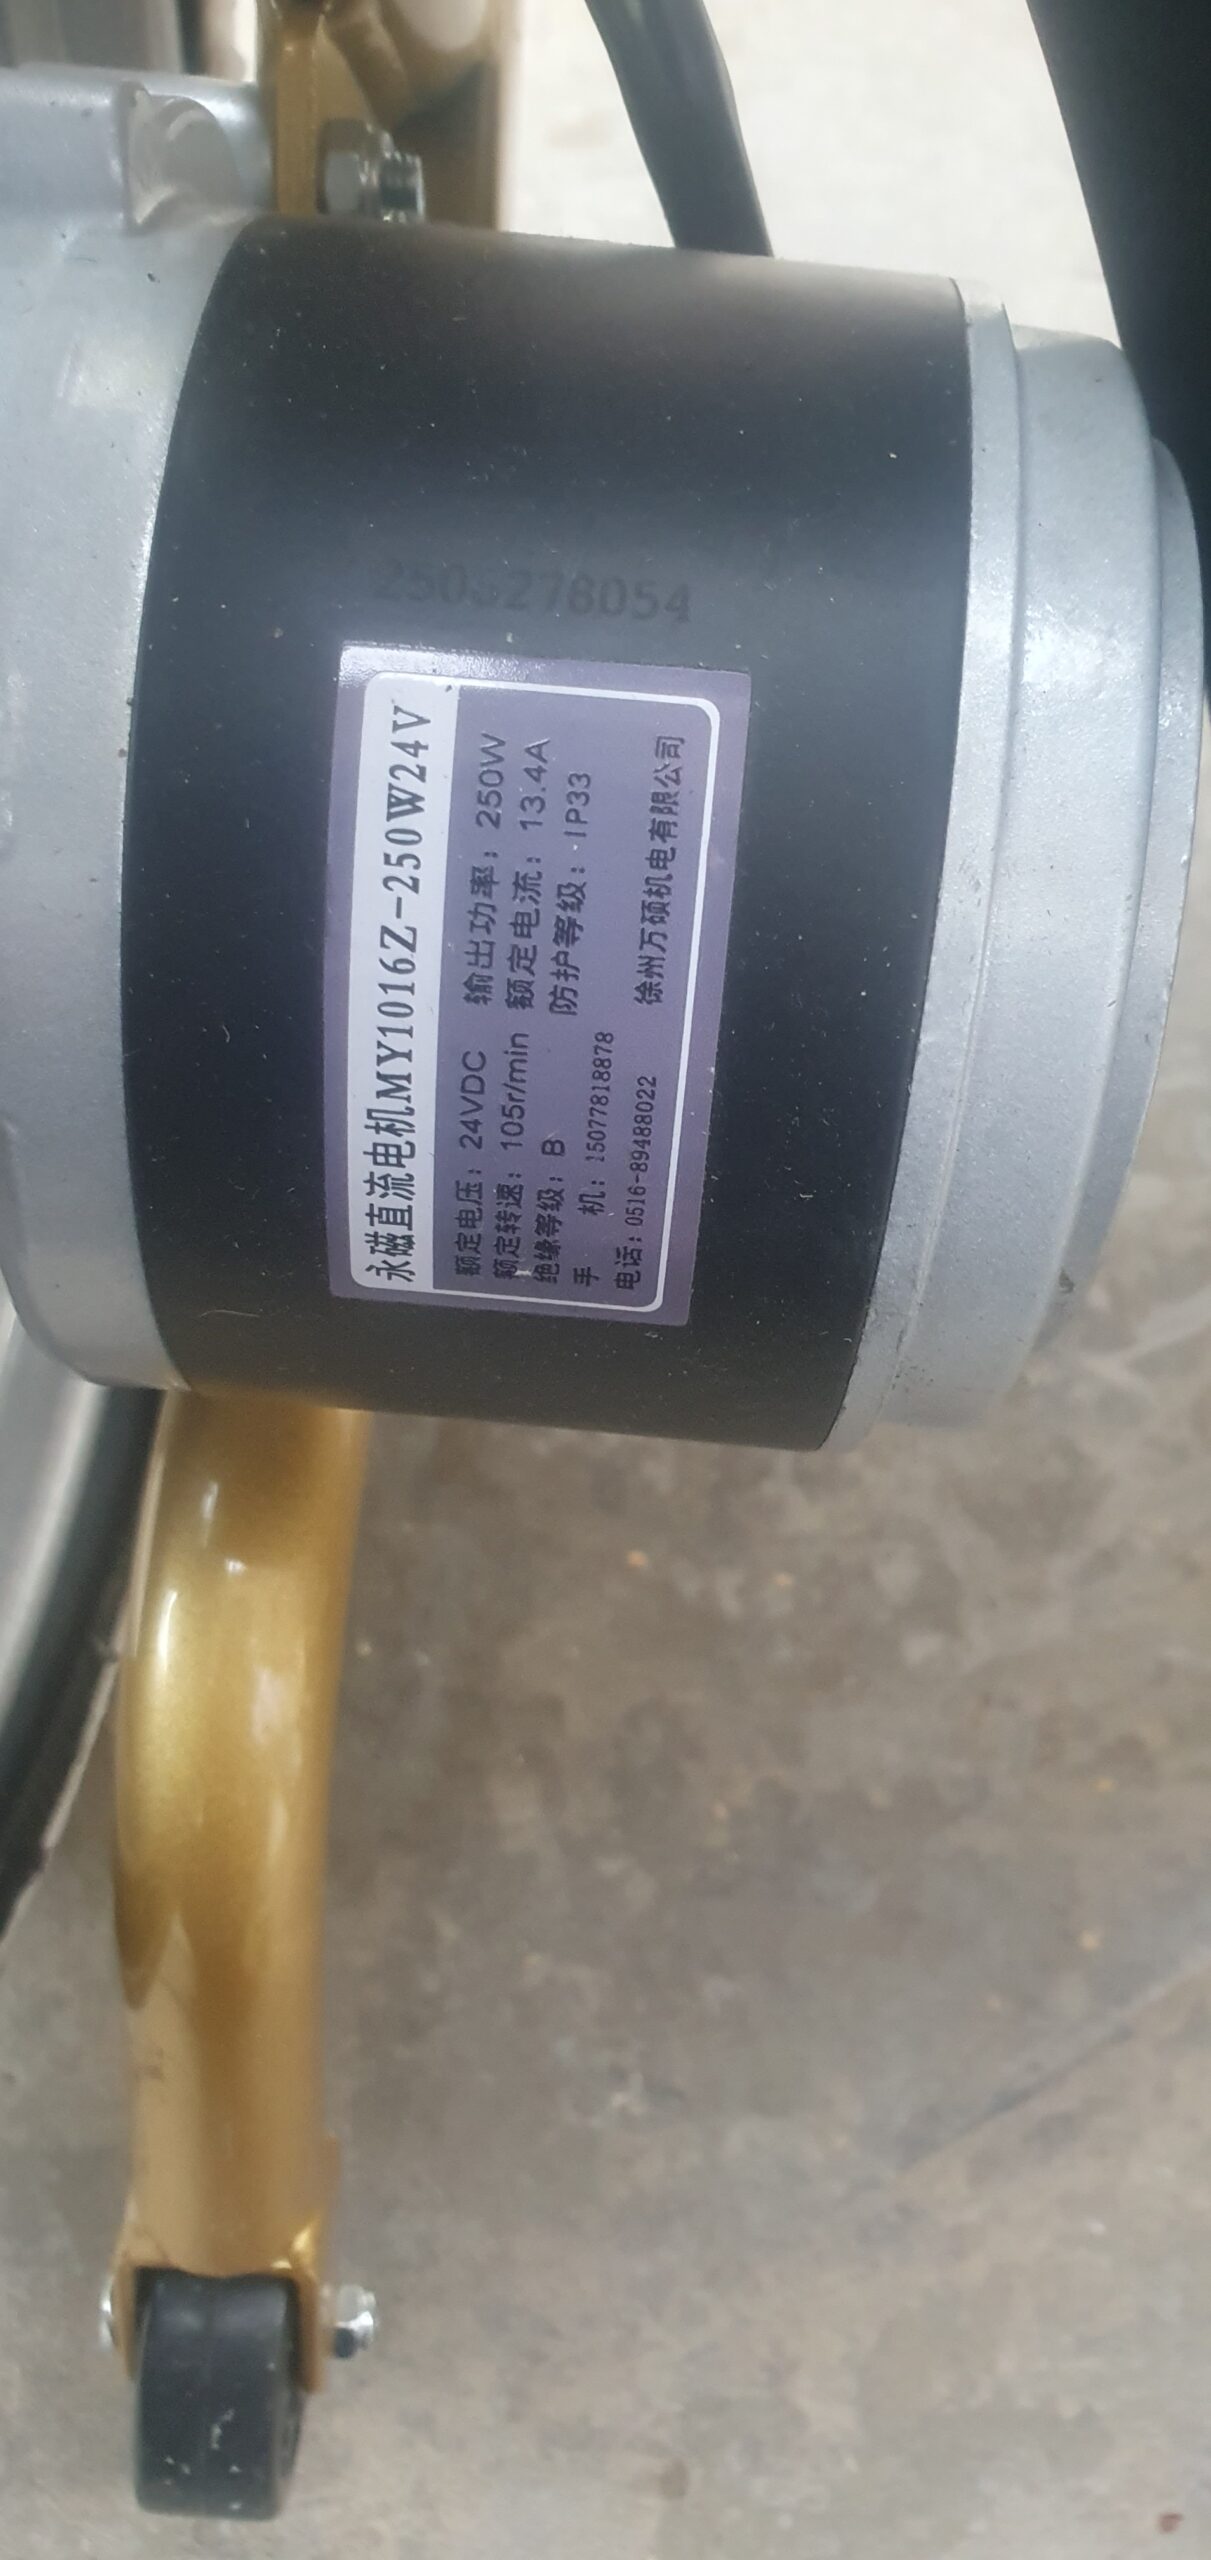 2505278054
永磁直流电机MY1016Z-250W24V
额定电压：24VDC 输出功率：250W
额定转速：105r/min 额定电流：13.4A
绝缘等级：B 防护等级：IP33
手 机：15077818878
电话：0516-89488022 徐州万硕机电有限公司